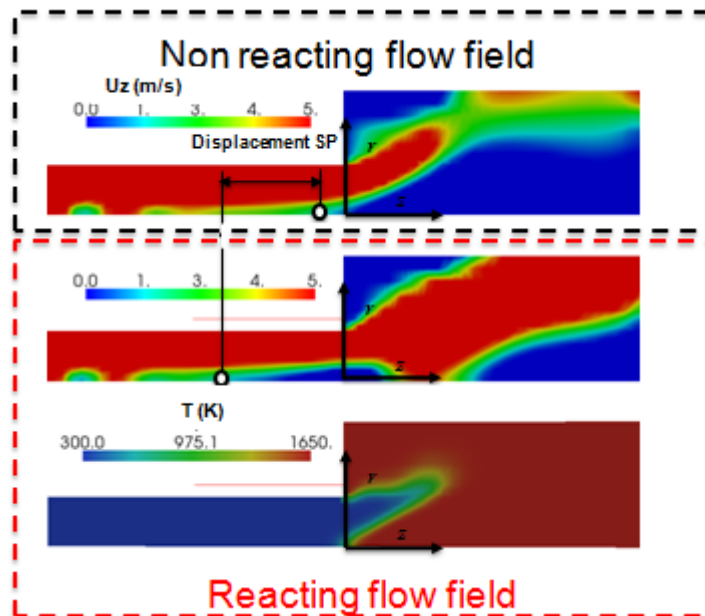 Non reacting flow field
Uz (m/s)
0.0 1. 3. 4. 5.
Displacement SP
r
z
0.0 1. 3. 4. 5.
r
z
T (K)
300.0 975.1 1650.
r
z
Reacting flow field